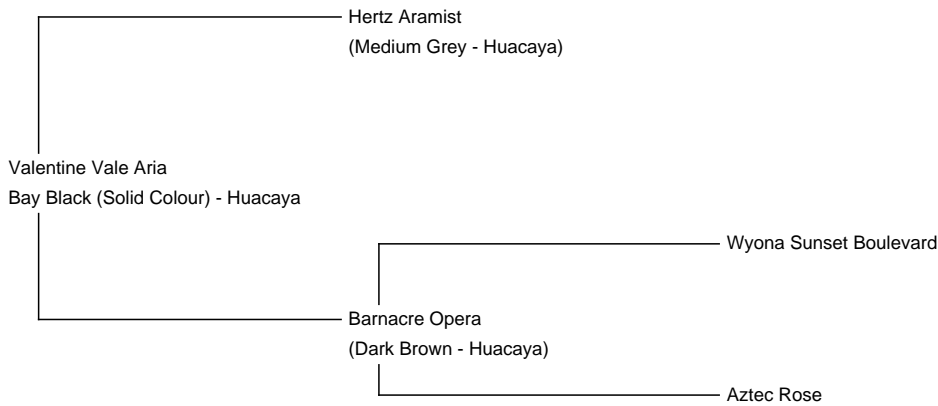 Hertz Aramist
(Medium Grey - Huacaya)
Valentine Vale Aria
Bay Black (Solid Colour) - Huacaya
Wyona Sunset Boulevard
Barnacre Opera
(Dark Brown - Huacaya)
Aztec Rose